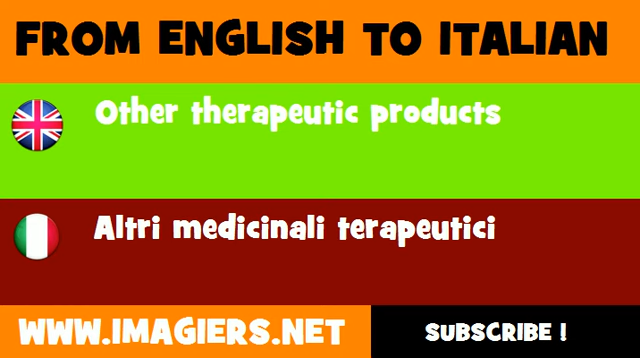 FROM ENGLISH TO ITALIAN
Other therapeutic products
Altri medicinali terapeutici
WWW.IMAGIERS.NET
SUBSCRIBE !